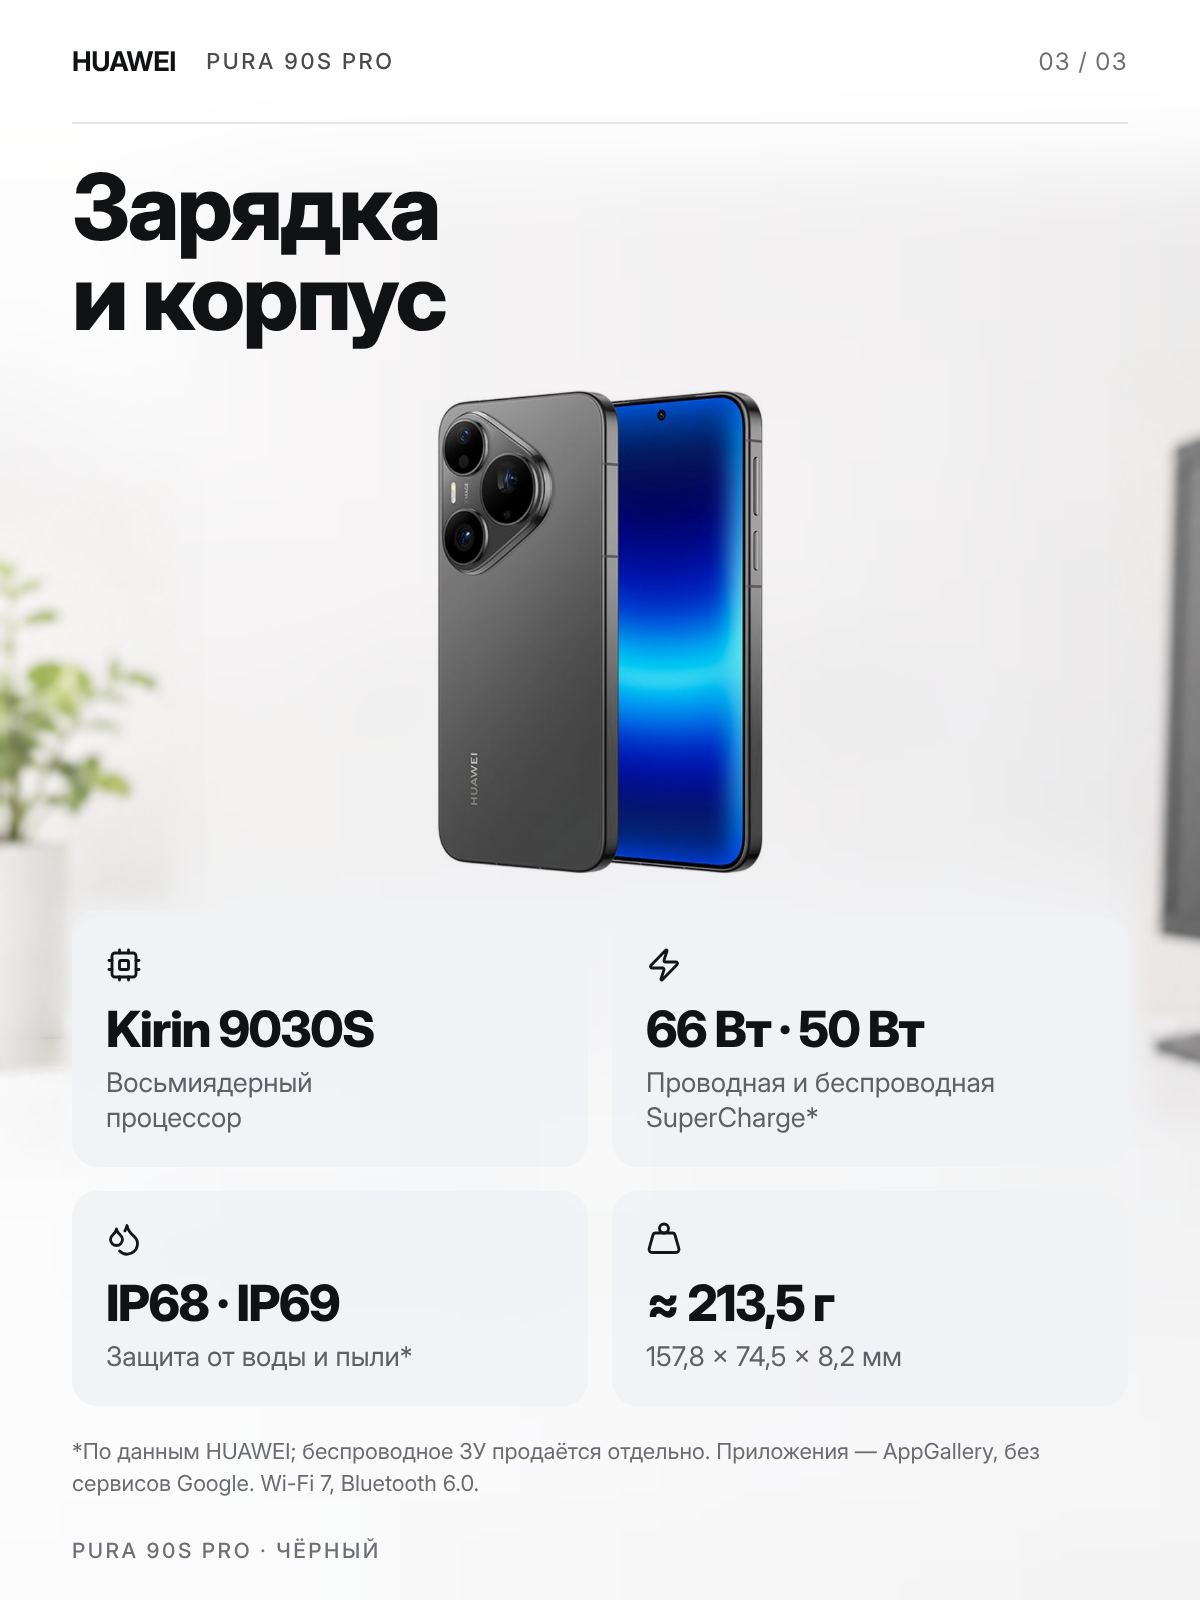 HUAWEI PURA 90S PRO 03 / 03
Зарядка
и корпус
HUAWEI
Kirin 9030S
Восьмиядерный
процессор
66 Вт · 50 Вт
Проводная и беспроводная
SuperCharge*
IP68 · IP69
Защита от воды и пыли*
≈ 213,5 г
157,8 × 74,5 × 8,2 мм
*По данным HUAWEI; беспроводное ЗУ продаётся отдельно. Приложения — AppGallery, без
сервисов Google. Wi-Fi 7, Bluetooth 6.0.
PURA 90S PRO · ЧЁРНЫЙ